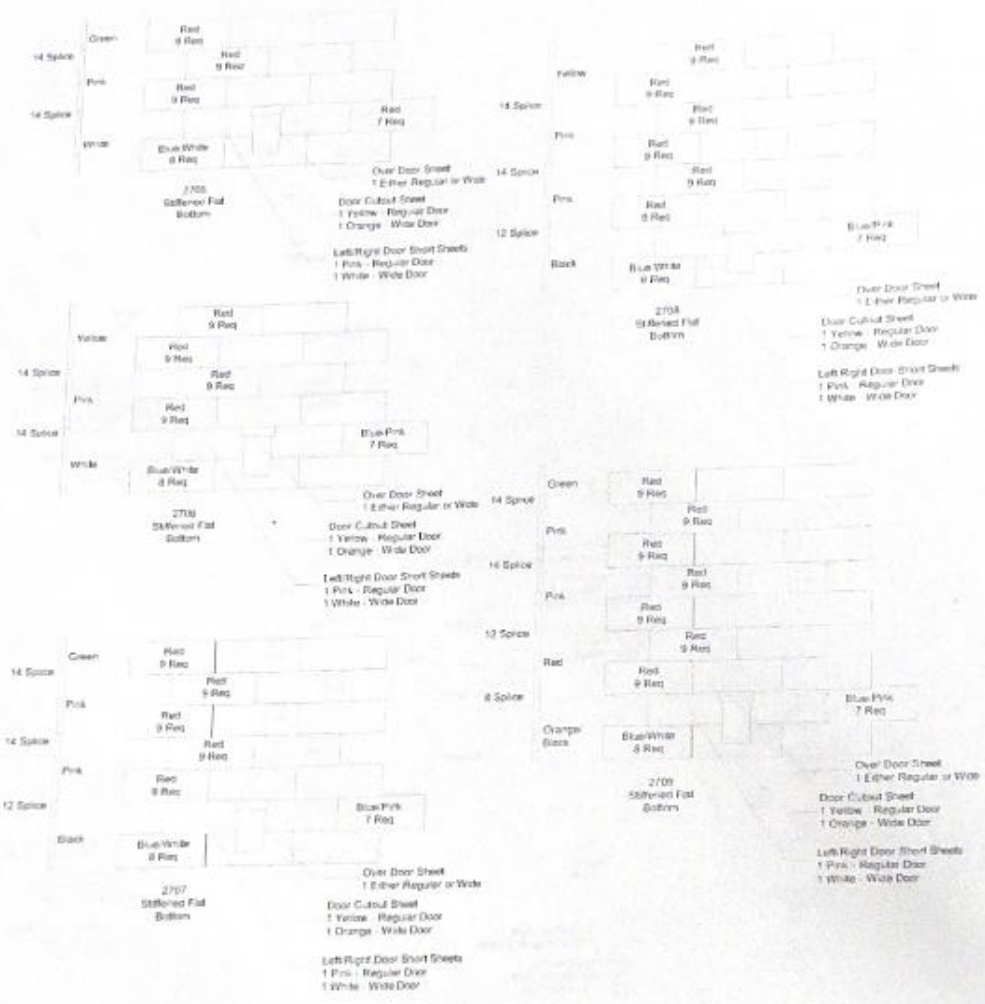 Green
Red
9 Req
14 Splice
Red
9 Req
Pink
Red
9 Req
14 Splice
Red
7 Req
White
Blue/White
8 Req
Over Door Sheet
1 Either Regular or Wide
2705
Stiffened Flat
Bottom
Door Cutout Sheet
1 Yellow - Regular Door
1 Orange - Wide Door
Left/Right Door Short Sheets
1 Pink - Regular Door
1 White - Wide Door
Red
9 Req
Yellow
Red
9 Req
14 Splice
Red
9 Req
Pink
Red
9 Req
14 Splice
Blue/Pink
7 Req
White
Blue/White
8 Req
Over Door Sheet
1 Either Regular or Wide
2706
Stiffened Flat
Bottom
Door Cutout Sheet
1 Yellow - Regular Door
1 Orange - Wide Door
Left/Right Door Short Sheets
1 Pink - Regular Door
1 White - Wide Door
Green
Red
9 Req
14 Splice
Red
9 Req
Pink
Red
9 Req
14 Splice
Red
9 Req
Pink
Red
9 Req
12 Splice
Blue/Pink
7 Req
Black
Blue/White
8 Req
Over Door Sheet
1 Either Regular or Wide
2707
Stiffened Flat
Bottom
Door Cutout Sheet
1 Yellow - Regular Door
1 Orange - Wide Door
Left/Right Door Short Sheets
1 Pink - Regular Door
1 White - Wide Door
Red
9 Req
Yellow
Red
9 Req
14 Splice
Red
9 Req
Pink
Red
9 Req
14 Splice
Red
9 Req
Pink
Red
9 Req
12 Splice
Blue/Pink
7 Req
Black
Blue/White
8 Req
Over Door Sheet
1 Either Regular or Wide
2708
Stiffened Flat
Bottom
Door Cutout Sheet
1 Yellow - Regular Door
1 Orange - Wide Door
Left/Right Door Short Sheets
1 Pink - Regular Door
1 White - Wide Door
Green
Red
9 Req
14 Splice
Red
9 Req
Pink
Red
9 Req
14 Splice
Red
9 Req
Pink
Red
9 Req
12 Splice
Red
9 Req
Red
Red
9 Req
8 Splice
Blue/Pink
7 Req
Orange/
Black
Blue/White
8 Req
Over Door Sheet
1 Either Regular or Wide
2709
Stiffened Flat
Bottom
Door Cutout Sheet
1 Yellow - Regular Door
1 Orange - Wide Door
Left/Right Door Short Sheets
1 Pink - Regular Door
1 White - Wide Door